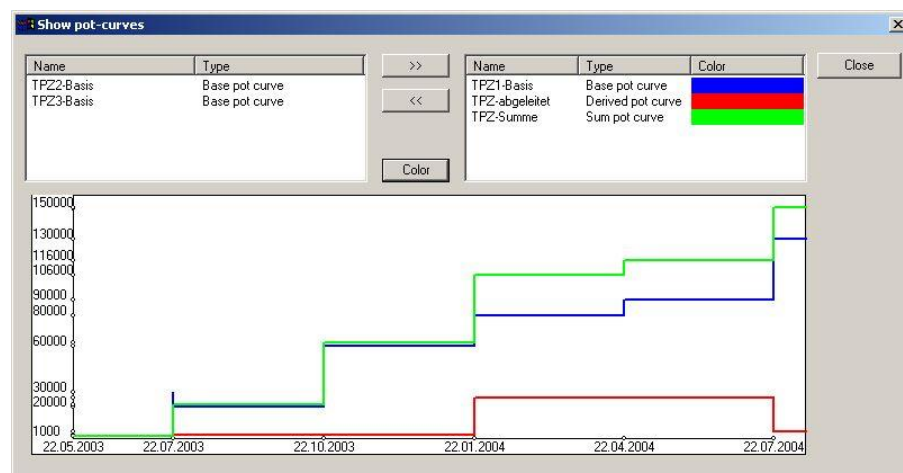 Show pot-curves
Name Type
TPZ2-Basis Base pot curve
TPZ3-Basis Base pot curve
>>
<<
Color
Name Type Color
TPZ1-Basis Base pot curve
TPZ-abgeleitet Derived pot curve
TPZ-Summe Sum pot curve
Close
150000
130000
116000
106000
90000
80000
60000
30000
20000
1000
22.05.2003 22.07.2003 22.10.2003 22.01.2004 22.04.2004 22.07.2004